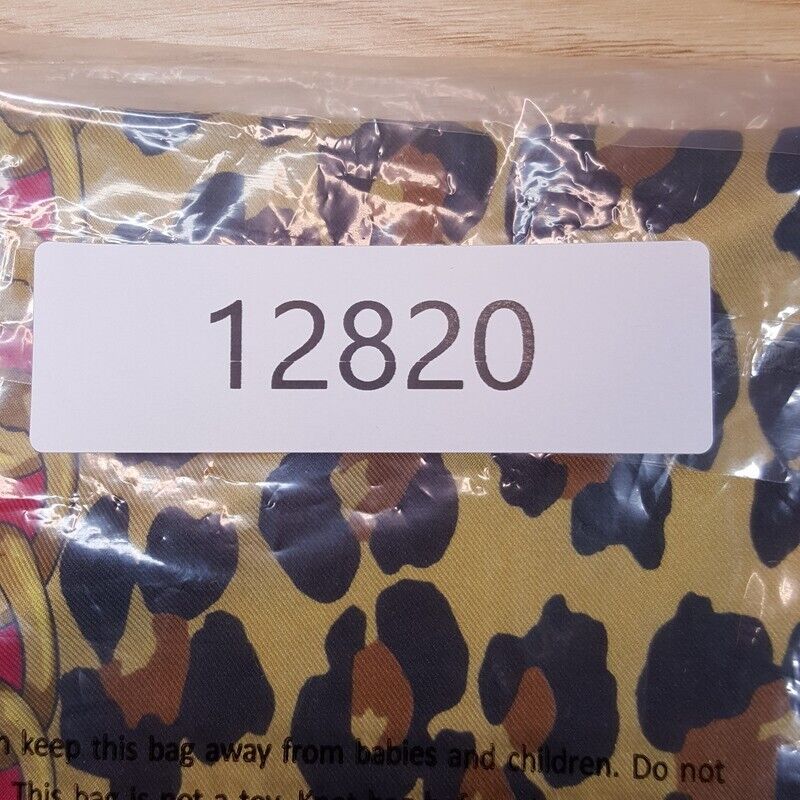 12820
keep this bag away from babies and children. Do not
This bag is not a toy.